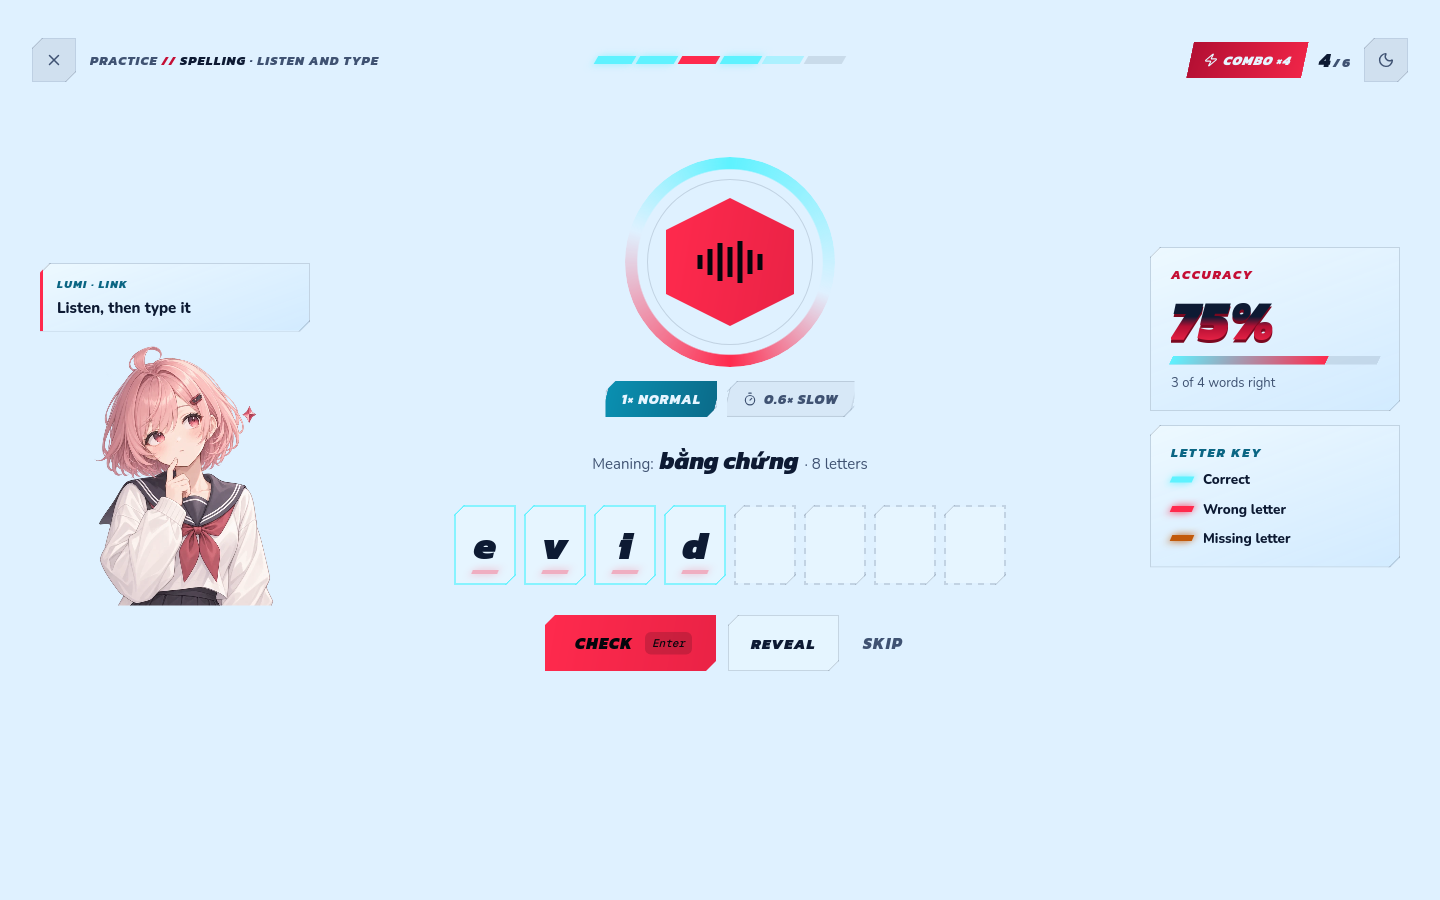 PRACTICE // SPELLING · LISTEN AND TYPE
COMBO ×4
4/6
LUMI · LINK
Listen, then type it
1× NORMAL
0.6× SLOW
Meaning: bằng chứng · 8 letters
e v i d
CHECK Enter
REVEAL
SKIP
ACCURACY
75%
3 of 4 words right
LETTER KEY
Correct
Wrong letter
Missing letter